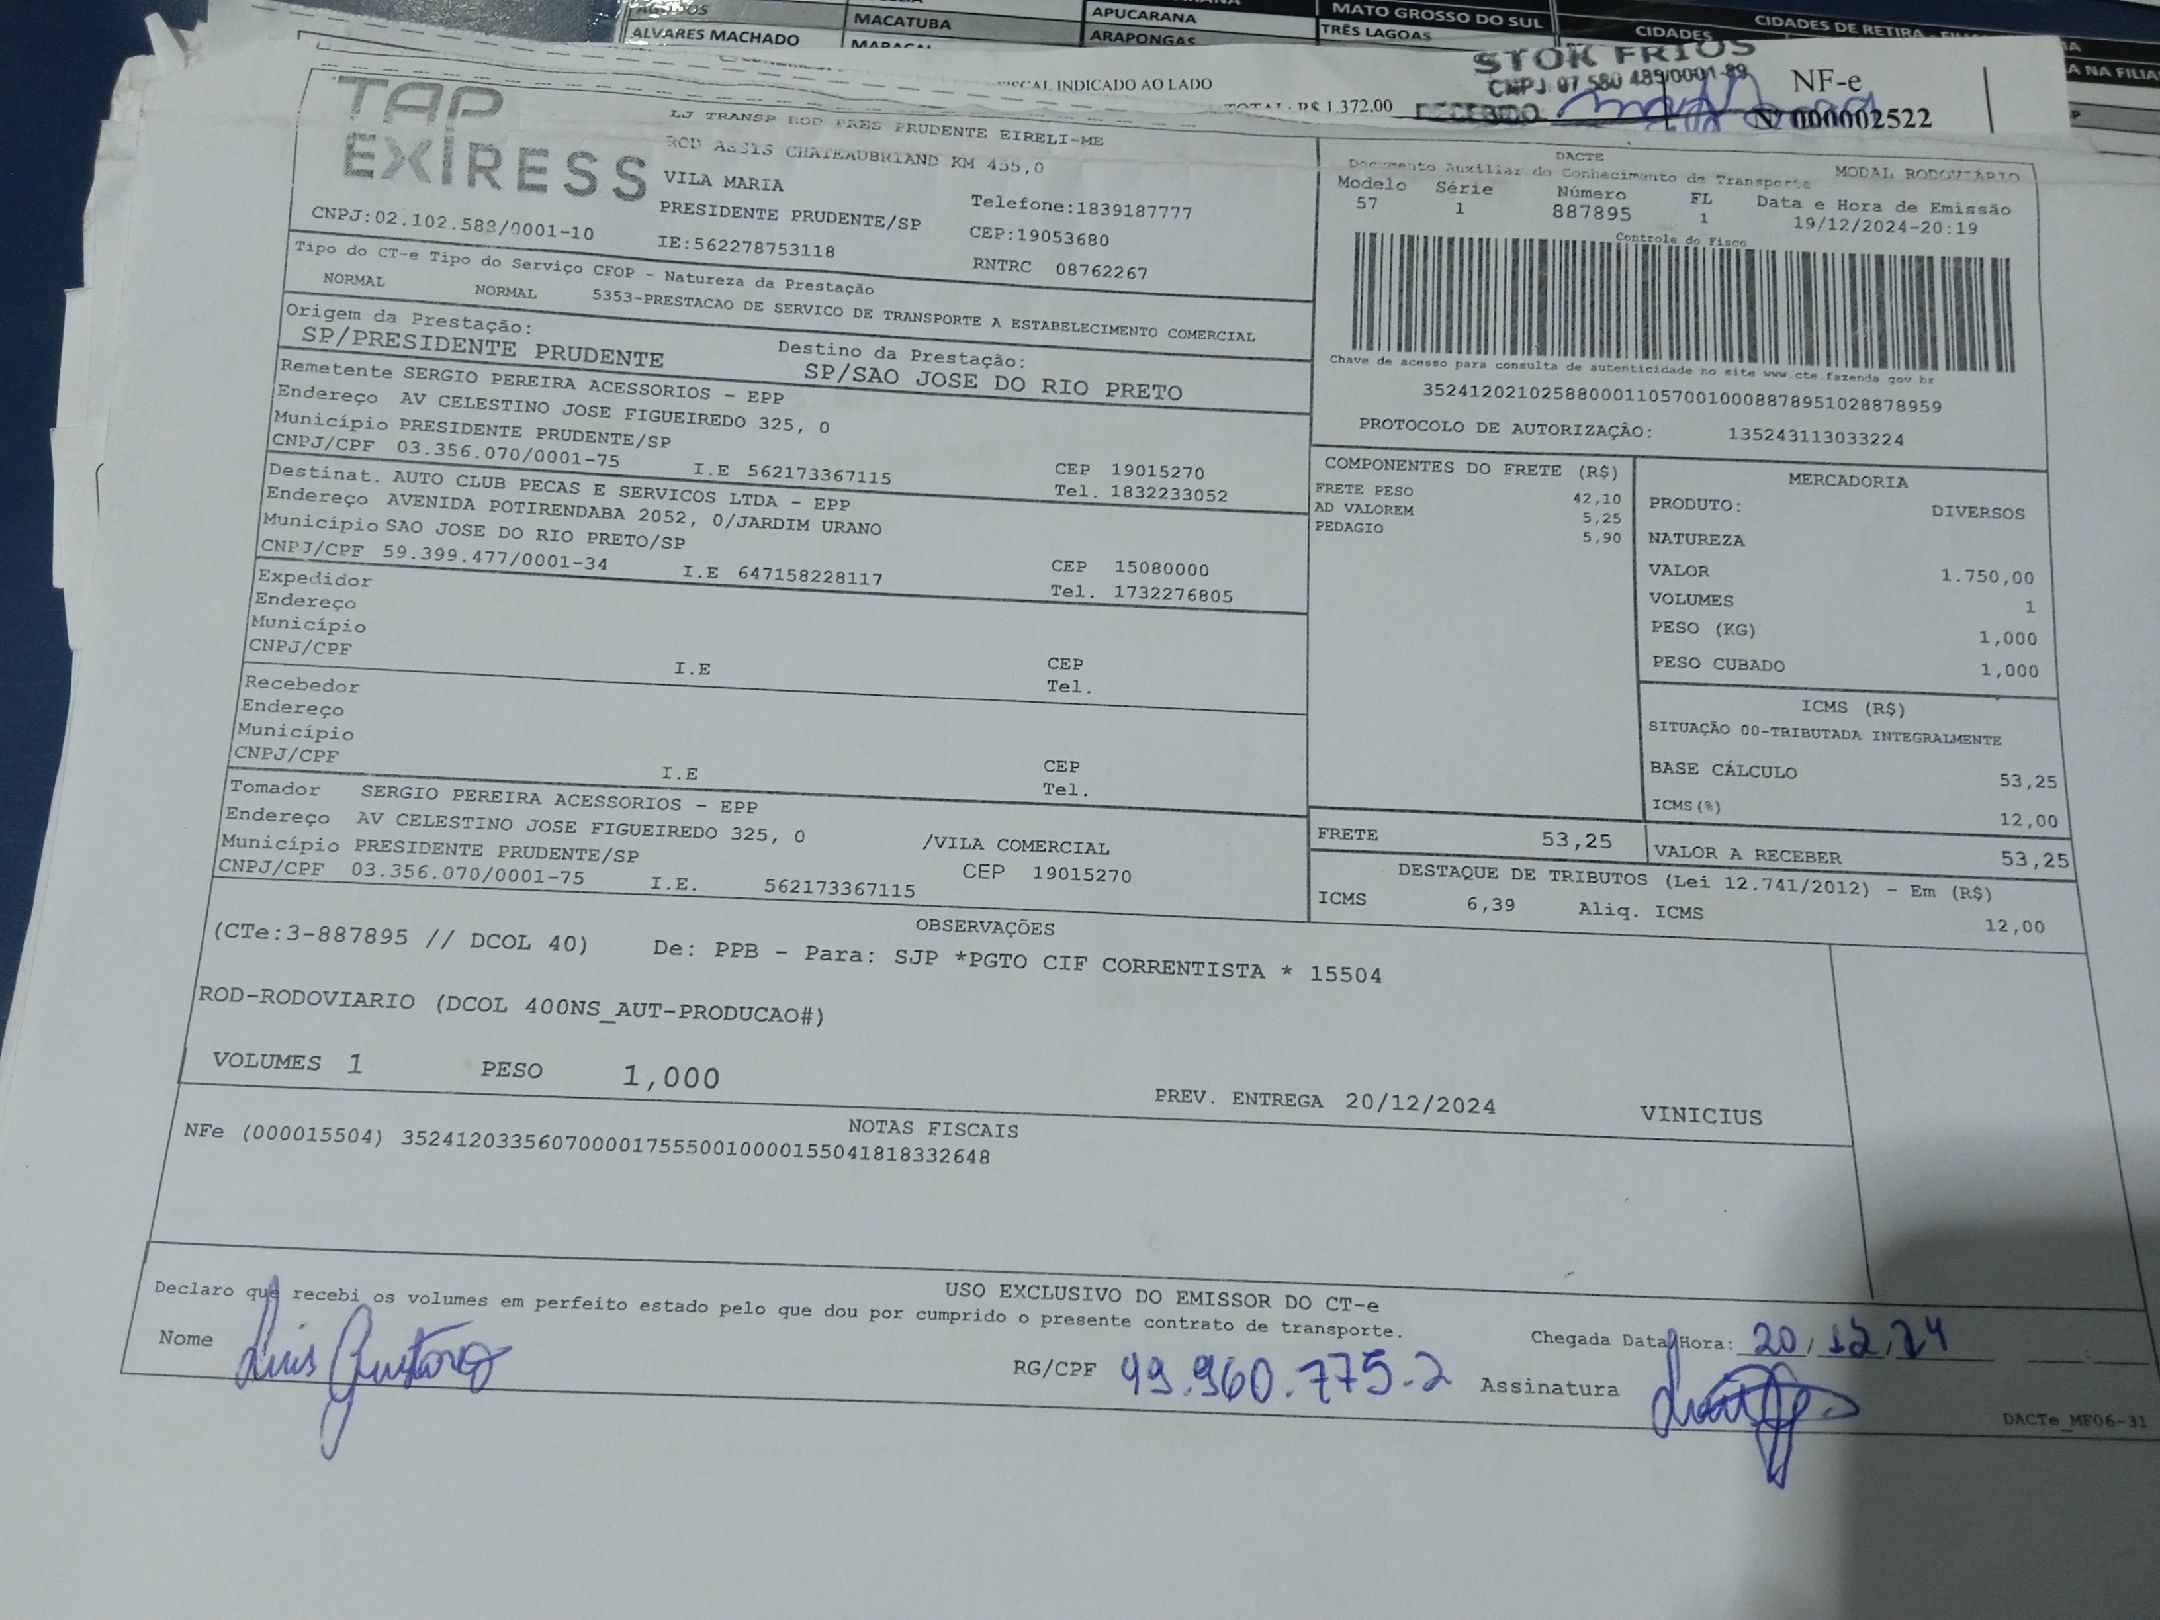 ALVARES MACHADO
MACATUBA
APUCARANA
ARAPONGAS
MATO GROSSO DO SUL
TRÊS LAGOAS
CIDADES
CIDADES DE RETIRA
A NA FILIA
FISCAL INDICADO AO LADO
TOTAL: R$ 1.372,00
STOK FRIOS
CNPJ 07 580 489/0001-89
RECEBIDO
NF-e
Nº 000002522
TAP
EXIRESS
LJ TRANSP ROD PRES PRUDENTE EIRELI-ME
ROD ASSIS CHATEAUBRIAND KM 455,0
VILA MARIA
PRESIDENTE PRUDENTE/SP
Telefone:1839187777
CNPJ:02.102.588/0001-10
IE:562278753118
CEP:19053680
RNTRC 08762267
DACTE
Documento Auxiliar do Conhecimento de Transporte
MODAL RODOVIARIO
Modelo Série Número FL Data e Hora de Emissão
57 1 887895 1 19/12/2024-20:19
Controle do Fisco
Chave de acesso para consulta de autenticidade no site www.cte.fazenda.gov.br
35241202102588000110570010008878951028878959
PROTOCOLO DE AUTORIZAÇÃO: 135243113033224
Tipo do CT-e Tipo do Serviço CFOP - Natureza da Prestação
NORMAL NORMAL 5353-PRESTACAO DE SERVICO DE TRANSPORTE A ESTABELECIMENTO COMERCIAL
Origem da Prestação:
SP/PRESIDENTE PRUDENTE
Destino da Prestação:
SP/SAO JOSE DO RIO PRETO
Remetente SERGIO PEREIRA ACESSORIOS - EPP
Endereço AV CELESTINO JOSE FIGUEIREDO 325, 0
Município PRESIDENTE PRUDENTE/SP
CNPJ/CPF 03.356.070/0001-75 I.E 562173367115
CEP 19015270
Tel. 1832233052
Destinat. AUTO CLUB PECAS E SERVICOS LTDA - EPP
Endereço AVENIDA POTIRENDABA 2052, 0/JARDIM URANO
Município SAO JOSE DO RIO PRETO/SP
CNPJ/CPF 59.399.477/0001-34 I.E 647158228117
CEP 15080000
Tel. 1732276805
Expedidor
Endereço
Município
CNPJ/CPF I.E
CEP
Tel.
Recebedor
Endereço
Município
CNPJ/CPF I.E
CEP
Tel.
Tomador SERGIO PEREIRA ACESSORIOS - EPP
Endereço AV CELESTINO JOSE FIGUEIREDO 325, 0 /VILA COMERCIAL
Município PRESIDENTE PRUDENTE/SP CEP 19015270
CNPJ/CPF 03.356.070/0001-75 I.E. 562173367115
COMPONENTES DO FRETE (R$)
FRETE PESO 42,10
AD VALOREM 5,25
PEDAGIO 5,90
MERCADORIA
PRODUTO: DIVERSOS
NATUREZA
VALOR 1.750,00
VOLUMES 1
PESO (KG) 1,000
PESO CUBADO 1,000
ICMS (R$)
SITUAÇÃO 00-TRIBUTADA INTEGRALMENTE
BASE CÁLCULO 53,25
ICMS(%) 12,00
FRETE 53,25 VALOR A RECEBER 53,25
DESTAQUE DE TRIBUTOS (Lei 12.741/2012) - Em (R$)
ICMS 6,39 Aliq. ICMS 12,00
OBSERVAÇÕES
(CTe:3-887895 // DCOL 40) De: PPB - Para: SJP *PGTO CIF CORRENTISTA * 15504
ROD-RODOVIARIO (DCOL 400NS_AUT-PRODUCAO#)
VOLUMES 1 PESO 1,000
PREV. ENTREGA 20/12/2024 VINICIUS
NOTAS FISCAIS
NFe (000015504) 35241203356070000175550010000155041818332648
USO EXCLUSIVO DO EMISSOR DO CT-e
Declaro que recebi os volumes em perfeito estado pelo que dou por cumprido o presente contrato de transporte.
Chegada Data/Hora: 20/12/24
Nome Luis Gustavo
RG/CPF 49.960.775-2 Assinatura
DACTe_MF06-31